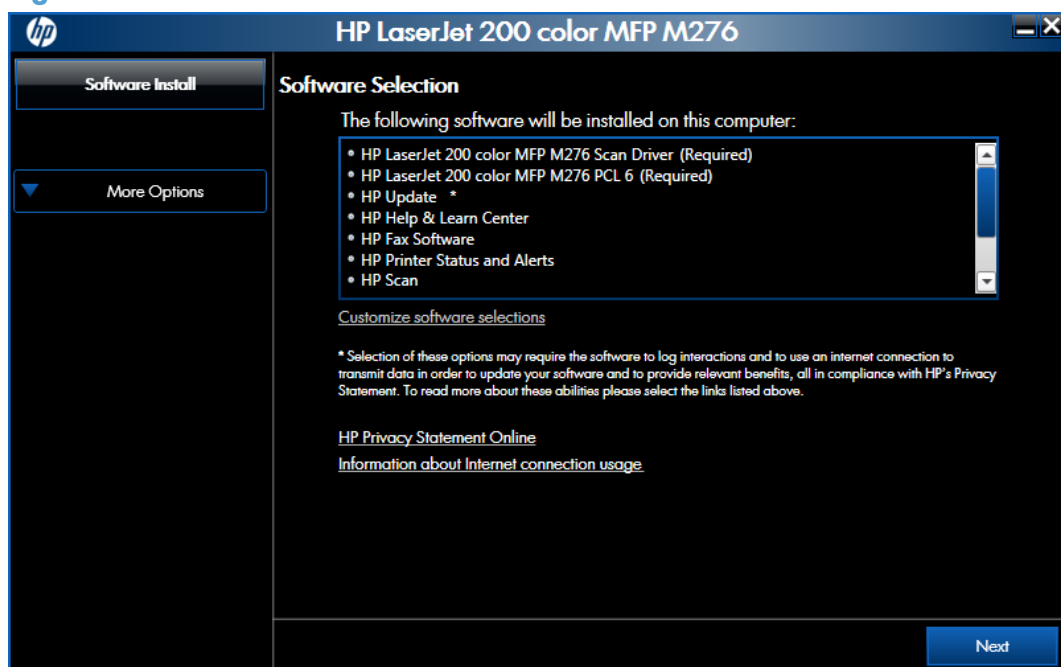 hp
HP LaserJet 200 color MFP M276
Software Install
More Options
Software Selection
The following software will be installed on this computer:
• HP LaserJet 200 color MFP M276 Scan Driver (Required)
• HP LaserJet 200 color MFP M276 PCL 6 (Required)
• HP Update *
• HP Help & Learn Center
• HP Fax Software
• HP Printer Status and Alerts
• HP Scan
Customize software selections
* Selection of these options may require the software to log interactions and to use an internet connection to
transmit data in order to update your software and to provide relevant benefits, all in compliance with HP's Privacy
Statement. To read more about these abilities please select the links listed above.
HP Privacy Statement Online
Information about Internet connection usage
Next